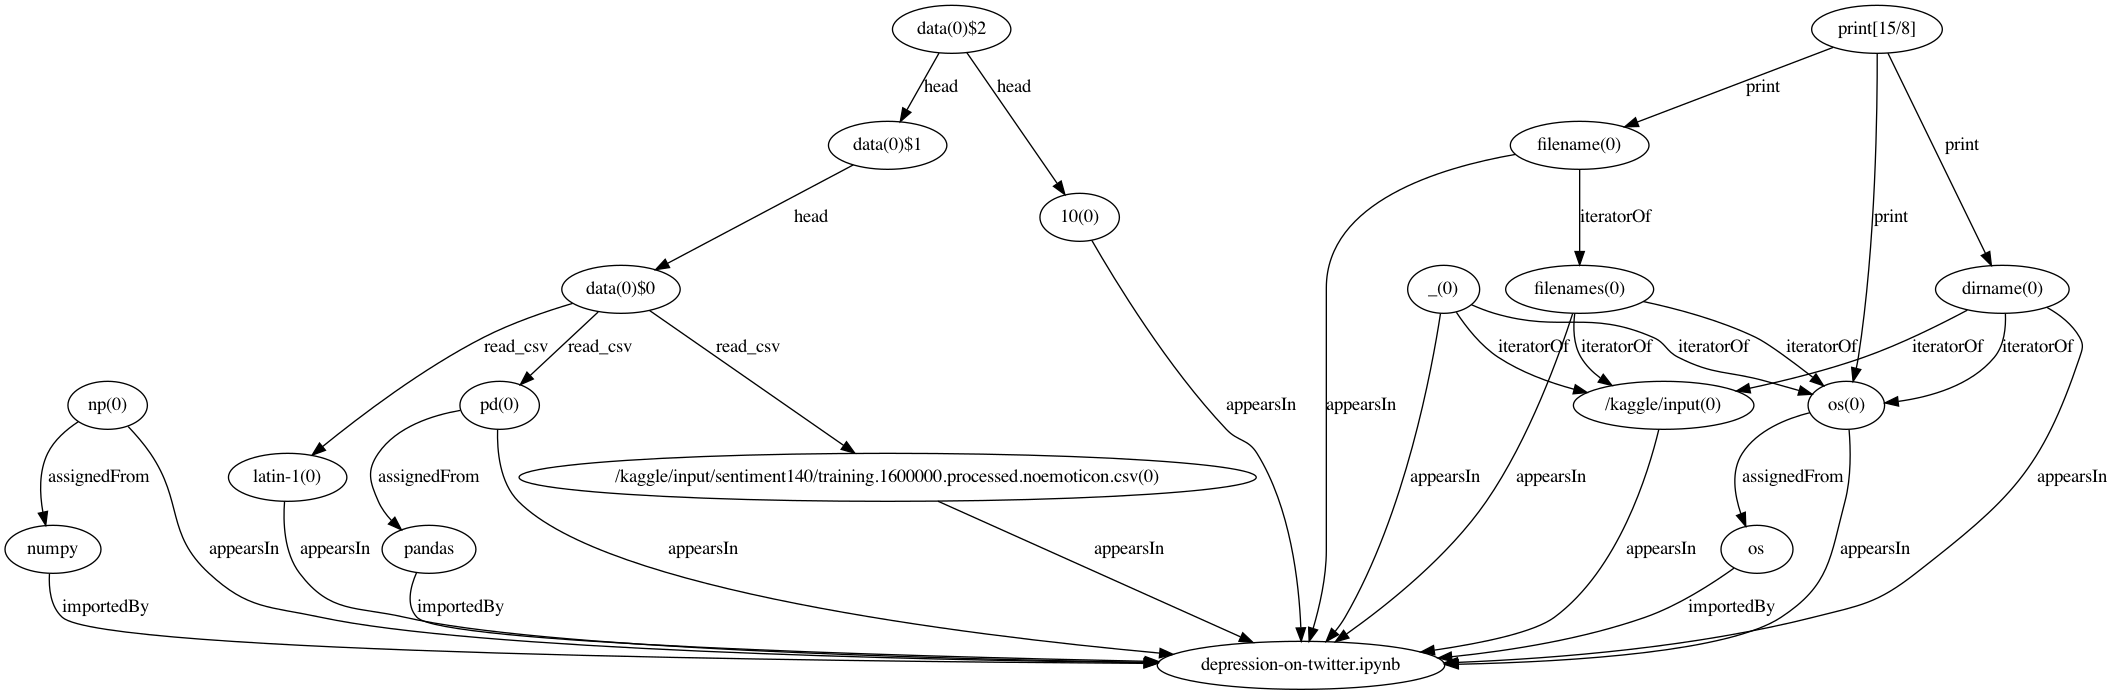 data(0)$2
print[15/8]
head
head
print
data(0)$1
filename(0)
print
head
10(0)
iteratorOf
print
data(0)$0
_(0)
filenames(0)
dirname(0)
read_csv
read_csv
read_csv
iteratorOf
iteratorOf
iteratorOf
iteratorOf
iteratorOf
iteratorOf
np(0)
pd(0)
appearsIn
appearsIn
/kaggle/input(0)
os(0)
assignedFrom
latin-1(0)
assignedFrom
/kaggle/input/sentiment140/training.1600000.processed.noemoticon.csv(0)
appearsIn
appearsIn
assignedFrom
appearsIn
numpy
appearsIn
appearsIn
pandas
appearsIn
appearsIn
appearsIn
os
appearsIn
importedBy
importedBy
importedBy
depression-on-twitter.ipynb